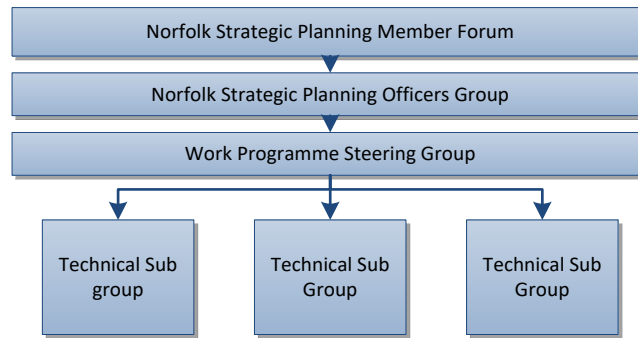 Norfolk Strategic Planning Member Forum
Norfolk Strategic Planning Officers Group
Work Programme Steering Group
Technical Sub
group
Technical Sub
Group
Technical Sub
Group